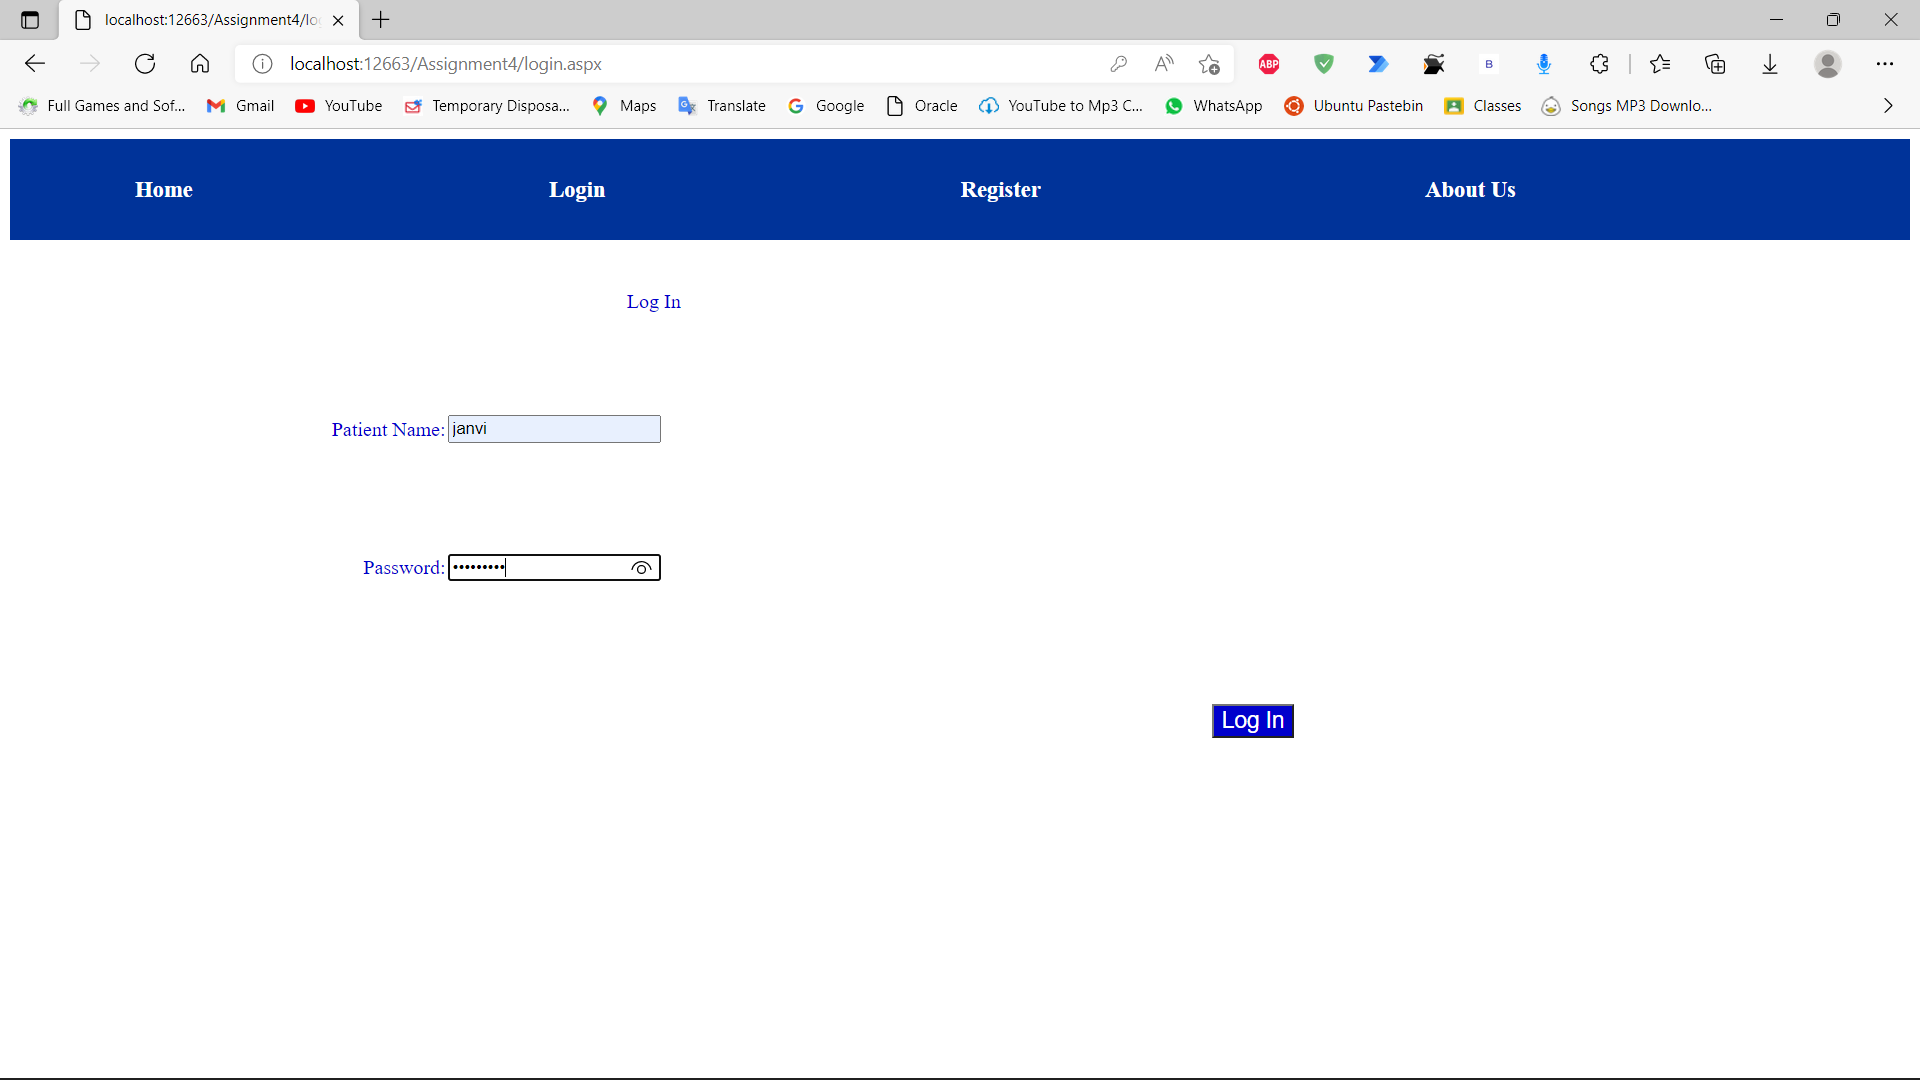 localhost:12663/Assignment4/lo
localhost:12663/Assignment4/login.aspx
ABP
B
Full Games and Sof... Gmail YouTube Temporary Disposa... Maps Translate Google Oracle YouTube to Mp3 C... WhatsApp Ubuntu Pastebin Classes Songs MP3 Downlo...
Home Login Register About Us
Log In
Patient Name: janvi
Password: •••••••••
Log In